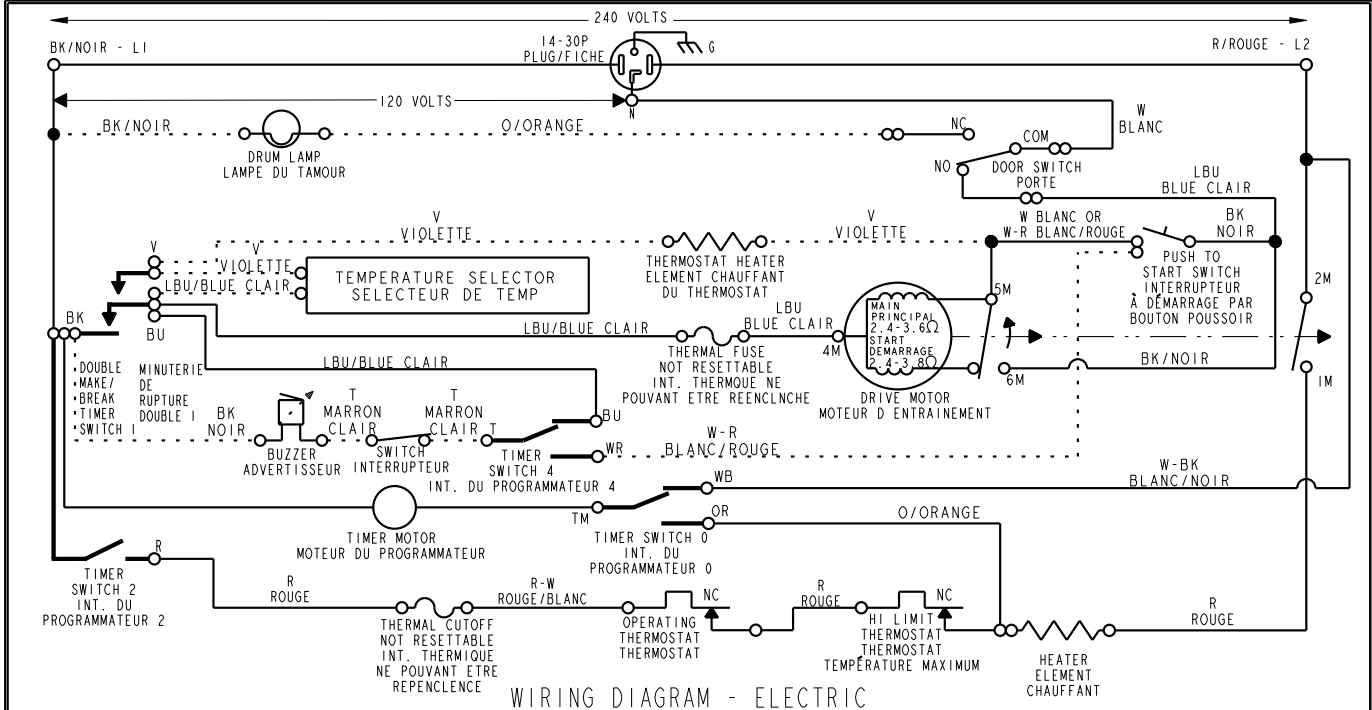 240 VOLTS
BK/NOIR - L1
14-30P
PLUG/FICHE
G
R/ROUGE - L2
120 VOLTS
N
W
BLANC
BK/NOIR
O/ORANGE
NC
COM
DRUM LAMP
LAMPE DU TAMOUR
NO
DOOR SWITCH
PORTE
LBU
BLUE CLAIR
V
VIOLETTE
V
VIOLETTE
W BLANC OR
W-R BLANC/ROUGE
BK
NOIR
V
V
VIOLETTE
LBU/BLUE CLAIR
TEMPERATURE SELECTOR
SELECTEUR DE TEMP
THERMOSTAT HEATER
ELEMENT CHAUFFANT
DU THERMOSTAT
PUSH TO
START SWITCH
INTERRUPTEUR
À DÉMARRAGE PAR
BOUTON POUSSOIR
2M
5M
BK
BU
LBU/BLUE CLAIR
LBU
BLUE CLAIR
4M
MAIN
PRINCIPAL
2.4-3.6Ω
START
DEMARRAGE
2.4-3.8Ω
THERMAL FUSE
NOT RESETTABLE
INT. THERMQUE NE
POUVANT ETRE REENCLNCHE
DRIVE MOTOR
MOTEUR D ENTRAINEMENT
6M
BK/NOIR
1M
LBU/BLUE CLAIR
DOUBLE
MAKE/
BREAK
TIMER
SWITCH 1
MINUTERIE
DE
RUPTURE
DOUBLE 1
BK
NOIR
BUZZER
ADVERTISSEUR
T
MARRON
CLAIR
SWITCH
INTERRUPTEUR
T
MARRON
CLAIR
T
BU
WR
W-R
BLANC/ROUGE
TIMER
SWITCH 4
INT. DU PROGRAMMATEUR 4
WB
W-BK
BLANC/NOIR
TM
OR
O/ORANGE
TIMER MOTOR
MOTEUR DU PROGRAMMATEUR
TIMER SWITCH 0
INT. DU
PROGRAMMATEUR 0
R
TIMER
SWITCH 2
INT. DU
PROGRAMMATEUR 2
R
ROUGE
R-W
ROUGE/BLANC
NC
R
ROUGE
NC
R
ROUGE
THERMAL CUTOFF
NOT RESETTABLE
INT. THERMIQUE
NE POUVANT ETRE
REPENCLENCE
OPERATING
THERMOSTAT
THERMOSTAT
HI LIMIT
THERMOSTAT
THERMOSTAT
TEMPÉRATURE MAXIMUM
HEATER
ELEMENT
CHAUFFANT
WIRING DIAGRAM - ELECTRIC